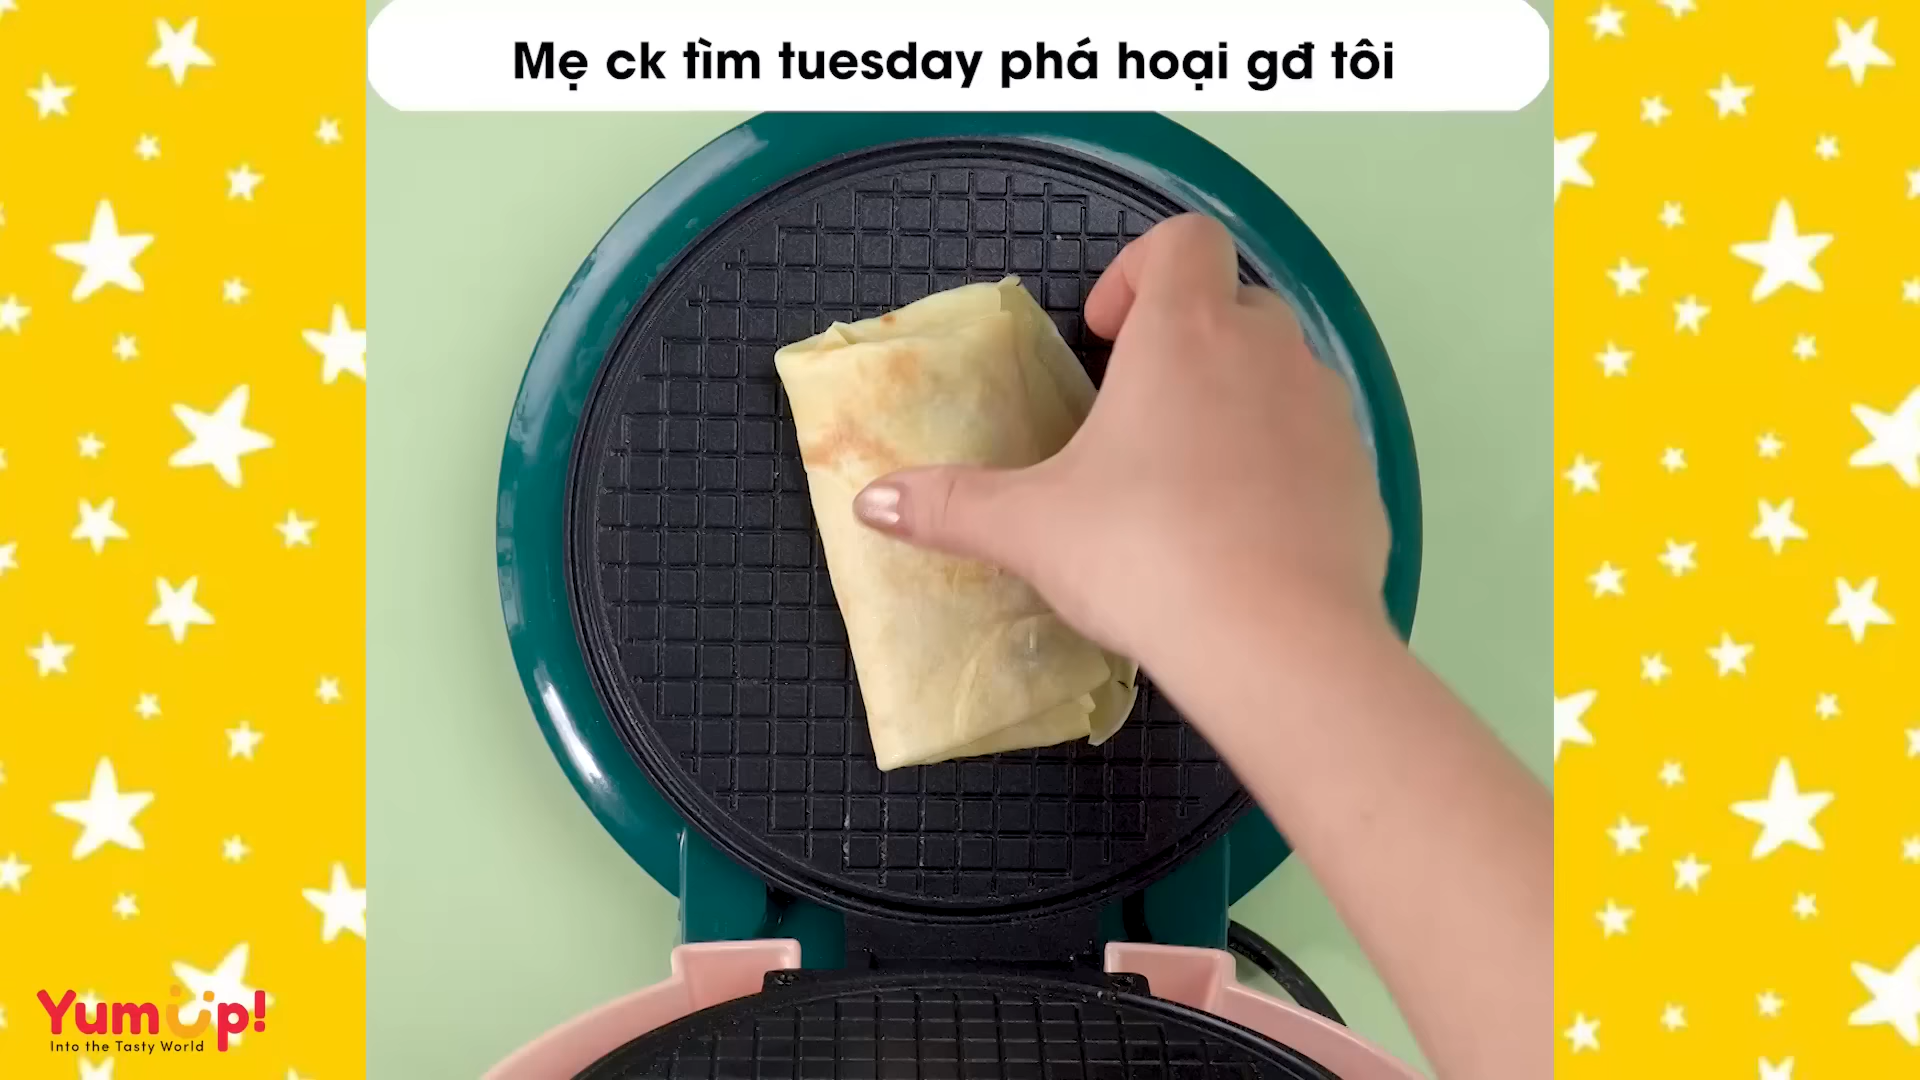 Mẹ ck tìm tuesday phá hoại gđ tôi
YumUp!
Into the Tasty World